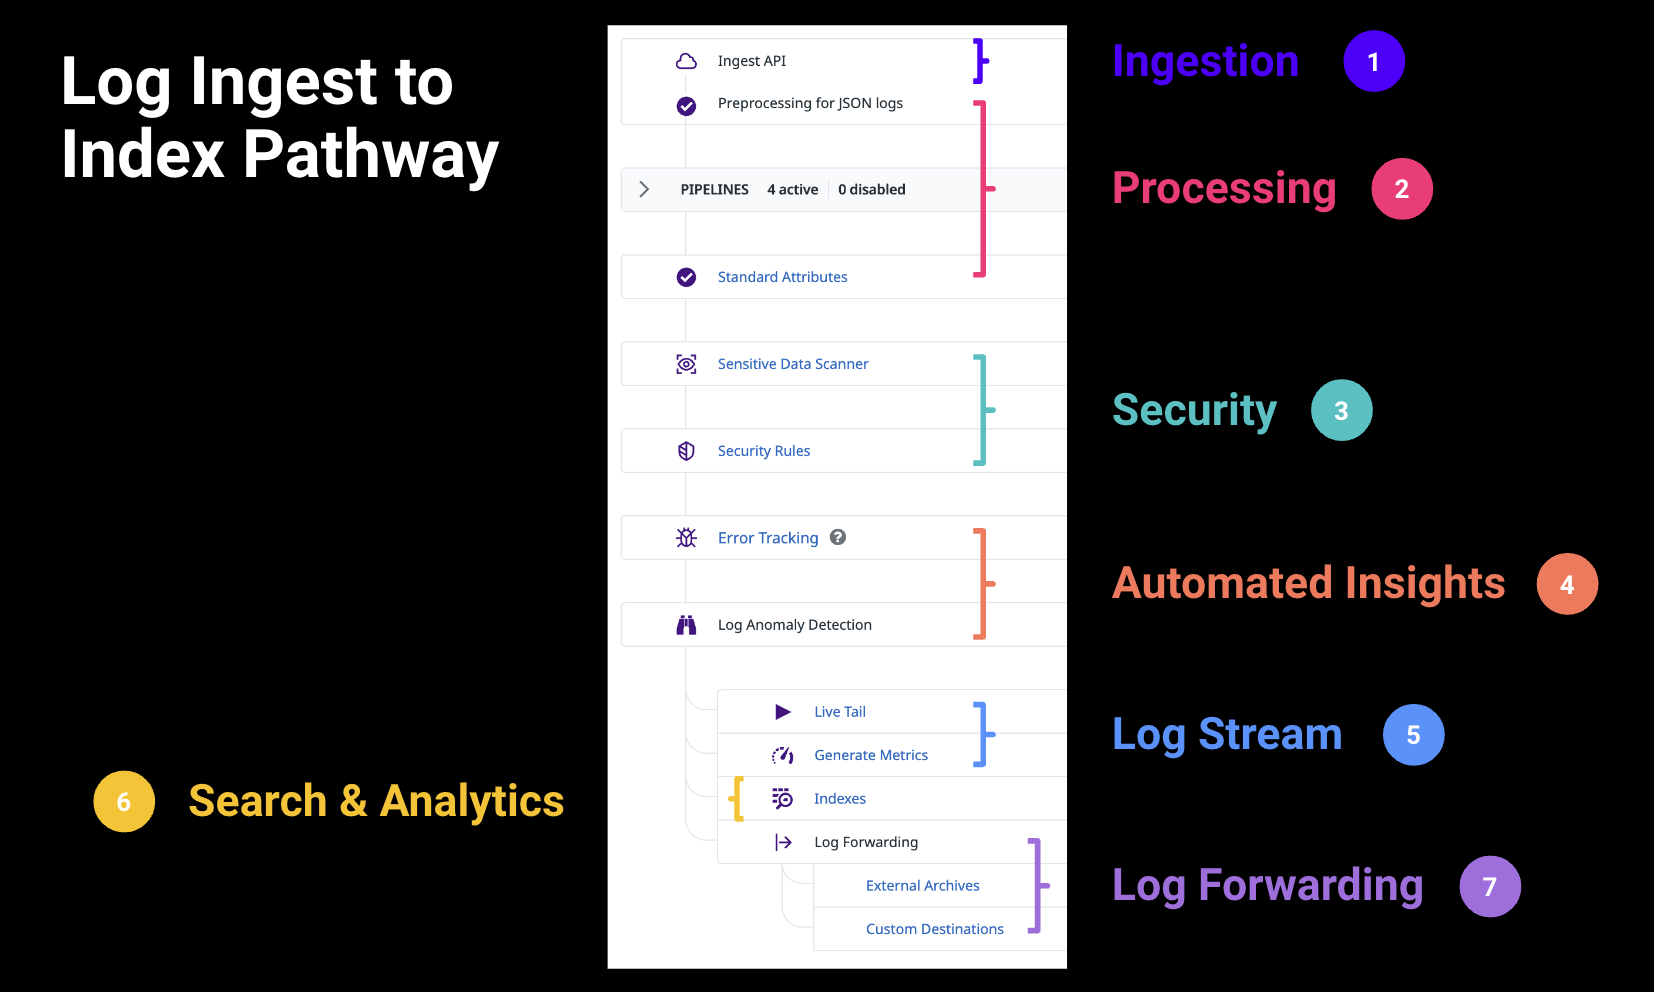 Log Ingest to
Index Pathway
Ingest API
Preprocessing for JSON logs
PIPELINES 4 active 0 disabled
Standard Attributes
Sensitive Data Scanner
Security Rules
Error Tracking ?
Log Anomaly Detection
Live Tail
Generate Metrics
Indexes
Log Forwarding
External Archives
Custom Destinations
Ingestion 1
Processing 2
Security 3
Automated Insights 4
Log Stream 5
6 Search & Analytics
Log Forwarding 7